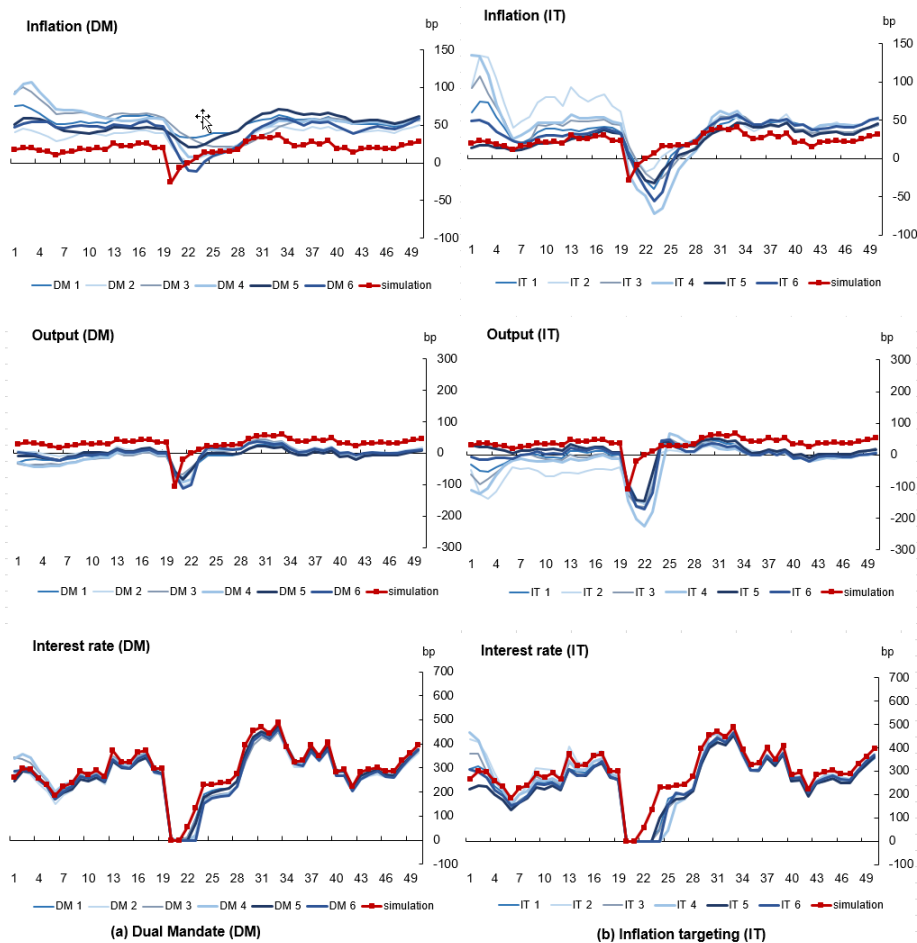 Inflation (DM)
bp
150
100
50
0
-50
-100
1 4 7 10 13 16 19 22 25 28 31 34 37 40 43 46 49
DM 1 DM 2 DM 3 DM 4 DM 5 DM 6 simulation
Inflation (IT)
bp
150
100
50
0
-50
-100
1 4 7 10 13 16 19 22 25 28 31 34 37 40 43 46 49
IT 1 IT 2 IT 3 IT 4 IT 5 IT 6 simulation
Output (DM)
bp
300
200
100
0
-100
-200
-300
1 4 7 10 13 16 19 22 25 28 31 34 37 40 43 46 49
DM 1 DM 2 DM 3 DM 4 DM 5 DM 6 simulation
Output (IT)
bp
300
200
100
0
-100
-200
-300
1 4 7 10 13 16 19 22 25 28 31 34 37 40 43 46 49
IT 1 IT 2 IT 3 IT 4 IT 5 IT 6 simulation
Interest rate (DM)
bp
700
600
500
400
300
200
100
0
-100
1 4 7 10 13 16 19 22 25 28 31 34 37 40 43 46 49
DM 1 DM 2 DM 3 DM 4 DM 5 DM 6 simulation
(a) Dual Mandate (DM)
Interest rate (IT)
bp
700
600
500
400
300
200
100
0
-100
1 4 7 10 13 16 19 22 25 28 31 34 37 40 43 46 49
IT 1 IT 2 IT 3 IT 4 IT 5 IT 6 simulation
(b) Inflation targeting (IT)